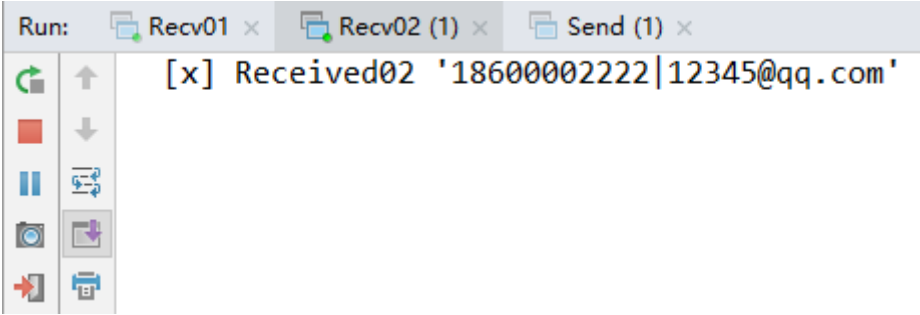 Run: Recv01 × Recv02 (1) × Send (1) ×
[x] Received02 '18600002222|12345@qq.com'